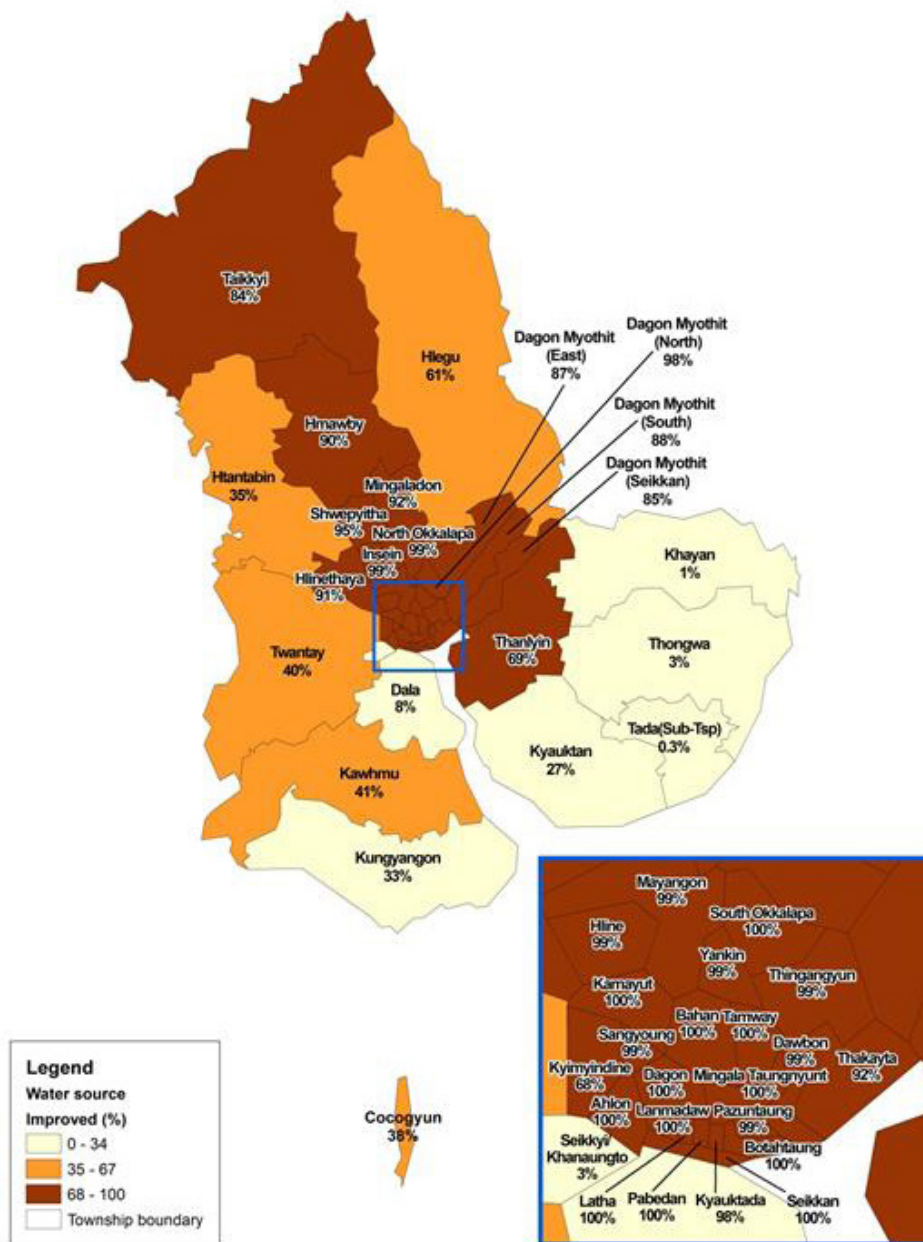 Taikkyi
84%
Hlegu
61%
Dagon Myothit
(East)
87%
Dagon Myothit
(North)
98%
Dagon Myothit
(South)
88%
Dagon Myothit
(Seikkan)
85%
Hmawby
90%
Htantabin
35%
Mingaladon
92%
Shwepyitha
95%
North Okkalapa
99%
Insein
99%
Hlinethaya
91%
Khayan
1%
Thongwa
3%
Thanlyin
69%
Twantay
40%
Dala
8%
Tada(Sub-Tsp)
0.3%
Kyauktan
27%
Kawhmu
41%
Kungyangon
33%
Cocogyun
38%
Mayangon
99%
South Okkalapa
100%
Hline
99%
Yankin
99%
Thingangyun
99%
Kamayut
100%
Bahan
100%
Tamway
100%
Sangyoung
99%
Dawbon
99%
Thakayta
92%
Kyimyindine
68%
Dagon
100%
Mingala Taungnyunt
100%
Ahlon
100%
Lanmadaw
100%
Pazuntaung
99%
Botahtaung
100%
Seikkyi/
Khanaungto
3%
Latha
100%
Pabedan
100%
Kyauktada
98%
Seikkan
100%
Legend
Water source
Improved (%)
0 - 34
35 - 67
68 - 100
Township boundary